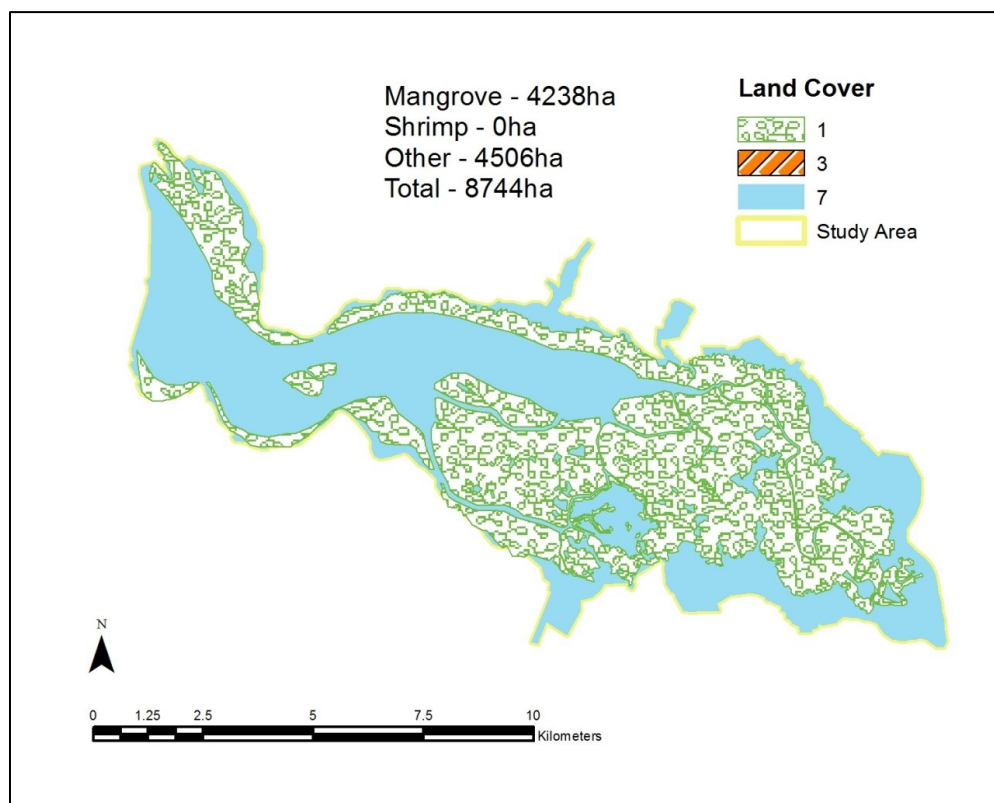 Mangrove - 4238ha
Shrimp - 0ha
Other - 4506ha
Total - 8744ha
Land Cover
1
3
7
Study Area
N
0 1.25 2.5 5 7.5 10
Kilometers